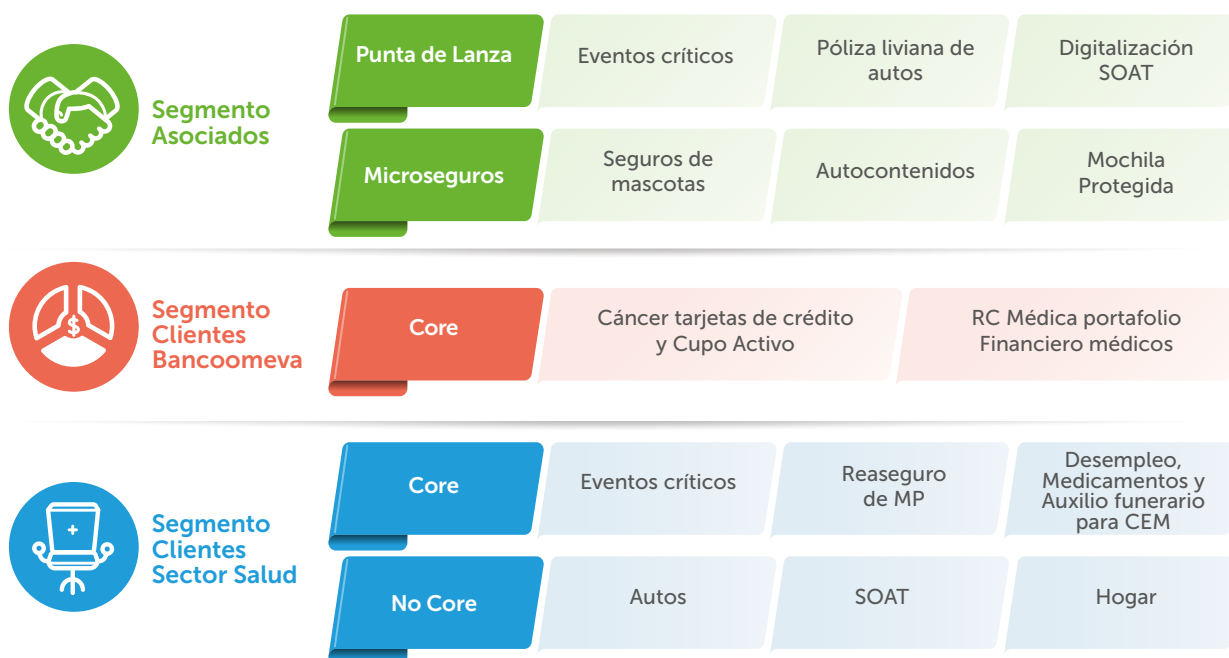 Segmento
Asociados
Punta de Lanza
Eventos críticos
Póliza liviana de
autos
Digitalización
SOAT
Microseguros
Seguros de
mascotas
Autocontenidos
Mochila
Protegida
Segmento
Clientes
Bancoomeva
$
Core
Cáncer tarjetas de crédito
y Cupo Activo
RC Médica portafolio
Financiero médicos
Segmento
Clientes
Sector Salud
Core
Eventos críticos
Reaseguro
de MP
Desempleo,
Medicamentos y
Auxilio funerario
para CEM
No Core
Autos
SOAT
Hogar